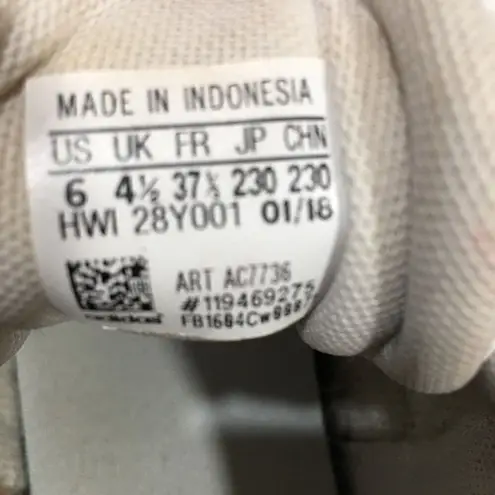 MADE IN INDONESIA
US UK FR JP CHN
6 4½ 37⅓ 230 230
HWI 28Y001 01/18
ART AC7736
#119469275
adidas